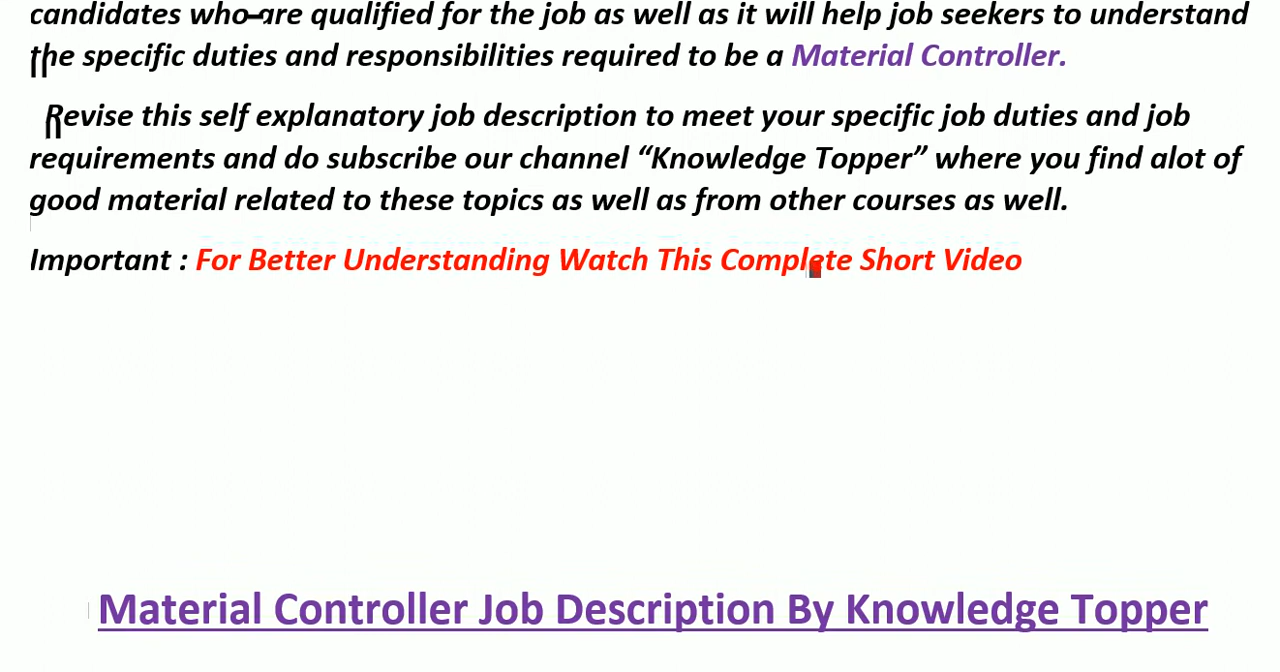 candidates who are qualified for the job as well as it will help job seekers to understand
the specific duties and responsibilities required to be a Material Controller.
Revise this self explanatory job description to meet your specific job duties and job
requirements and do subscribe our channel “Knowledge Topper” where you find alot of
good material related to these topics as well as from other courses as well.
Important : For Better Understanding Watch This Complete Short Video
Material Controller Job Description By Knowledge Topper